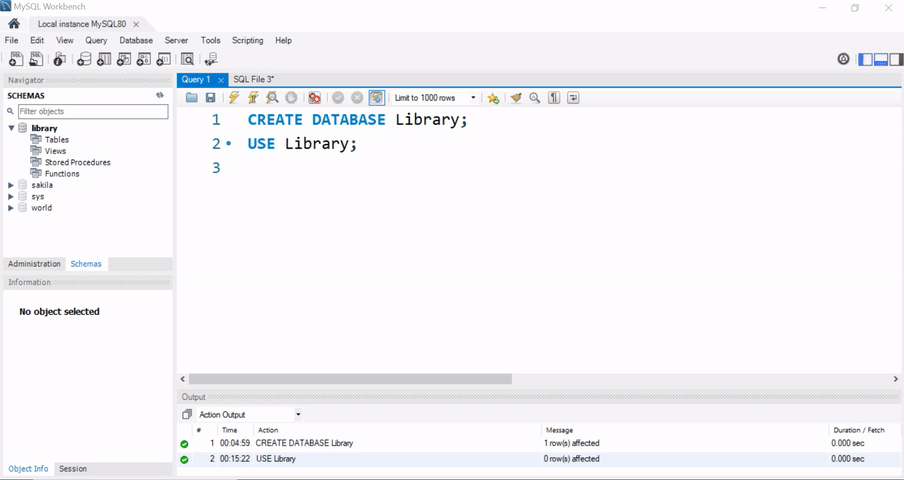 MySQL Workbench
Local instance MySQL80
File Edit View Query Database Server Tools Scripting Help
Navigator
SCHEMAS
Filter objects
library
Tables
Views
Stored Procedures
Functions
sakila
sys
world
Administration Schemas
Information
No object selected
Object Info Session
Query 1 SQL File 3*
Limit to 1000 rows
1 CREATE DATABASE Library;
2 USE Library;
3
Output
Action Output
# Time Action Message Duration / Fetch
1 00:04:59 CREATE DATABASE Library 1 row(s) affected 0.000 sec
2 00:15:22 USE Library 0 row(s) affected 0.000 sec